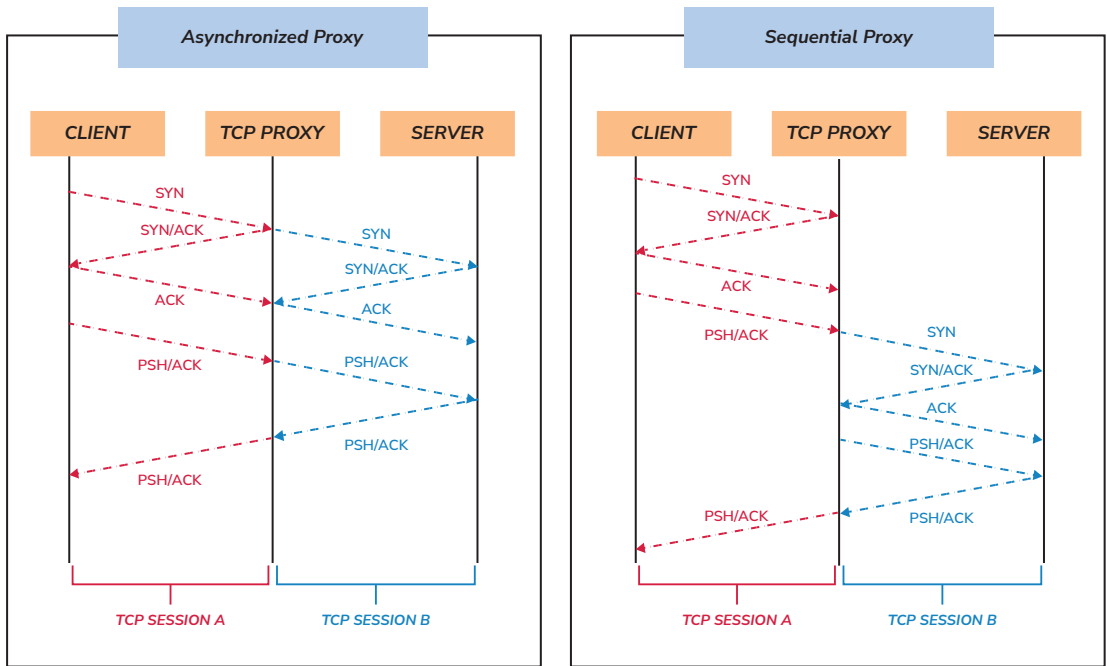 Asynchronized Proxy
CLIENT
TCP PROXY
SERVER
SYN
SYN/ACK
SYN
SYN/ACK
ACK
ACK
PSH/ACK
PSH/ACK
PSH/ACK
PSH/ACK
TCP SESSION A
TCP SESSION B
Sequential Proxy
CLIENT
TCP PROXY
SERVER
SYN
SYN/ACK
ACK
PSH/ACK
SYN
SYN/ACK
ACK
PSH/ACK
PSH/ACK
PSH/ACK
TCP SESSION A
TCP SESSION B